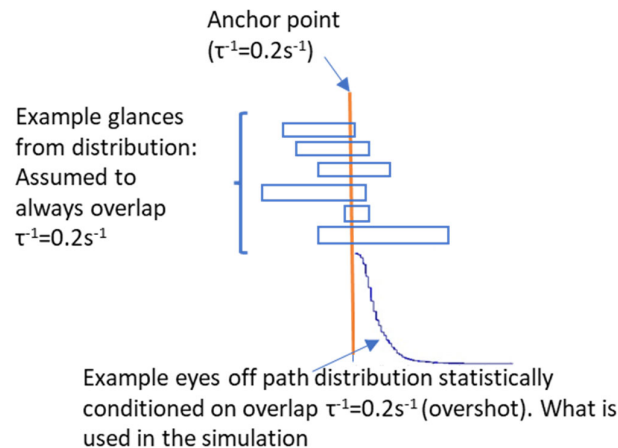 Anchor point
(τ⁻¹=0.2s⁻¹)
Example glances
from distribution:
Assumed to
always overlap
τ⁻¹=0.2s⁻¹
Example eyes off path distribution statistically
conditioned on overlap τ⁻¹=0.2s⁻¹ (overshot). What is
used in the simulation